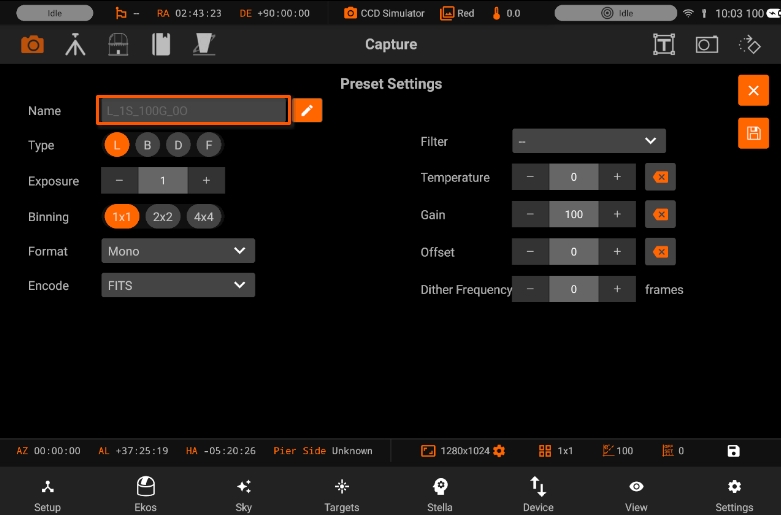 Idle -- RA 02:43:23 DE +90:00:00 CCD Simulator Red 0.0 Idle 10:03 100
Capture
Preset Settings
Name L_1S_100G_0O
Type L B D F
Filter --
Exposure − 1 +
Temperature − 0 +
Binning 1x1 2x2 4x4
Gain − 100 +
Format Mono
Offset − 0 +
Encode FITS
Dither Frequency − 0 + frames
AZ 00:00:00 AL +37:25:19 HA -05:20:26 Pier Side Unknown 1280x1024 1x1 100 0
Setup Ekos Sky Targets Stella Device View Settings